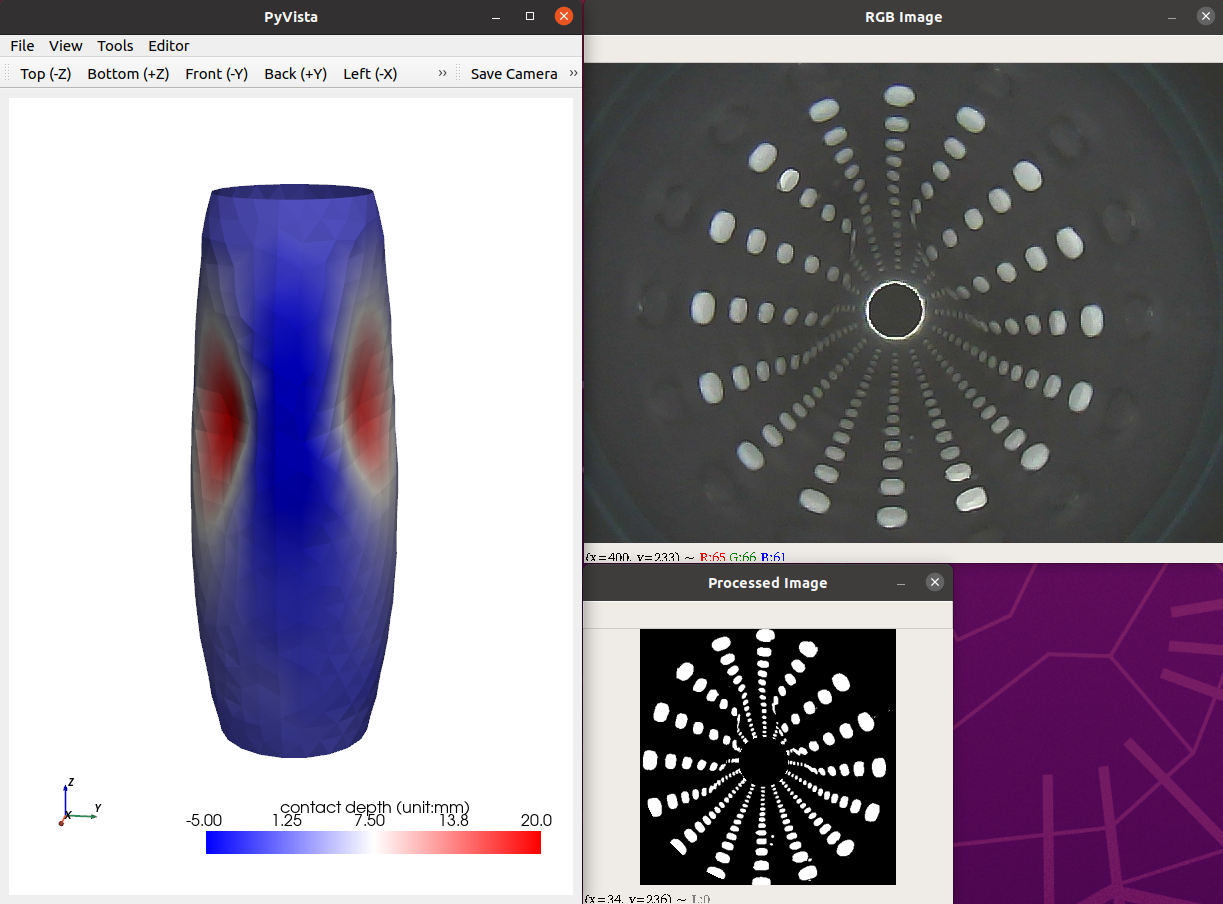 PyVista
File View Tools Editor
Top (-Z) Bottom (+Z) Front (-Y) Back (+Y) Left (-X) » Save Camera »
Z
Y
X
contact depth (unit:mm)
-5.00 1.25 7.50 13.8 20.0
RGB Image
(x=400, y=233) ~ R:65 G:66 B:61
Processed Image
(x=34, y=236) ~ L:0